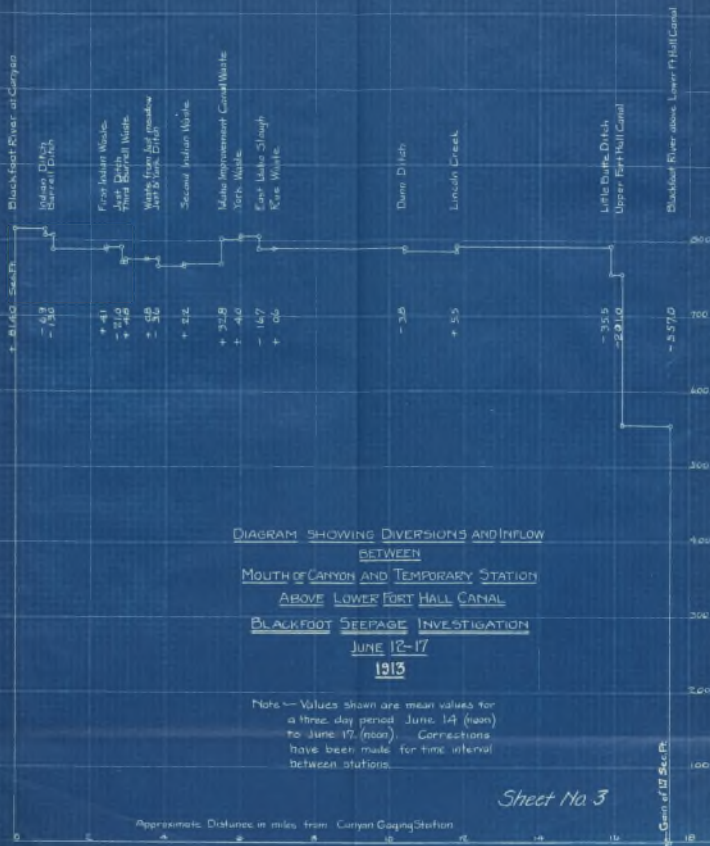 Blackfoot River at Canyon
Indian Ditch
Barrell Ditch
First Indian Waste
Just Ditch
Third Barrell Waste
Waste from Just meadow
Just & York Ditch
Second Indian Waste
Idaho Improvement Canal Waste
York Waste
East Idaho Slough
Rae Waste
Dunn Ditch
Lincoln Creek
Little Butte Ditch
Upper Fort Hall Canal
Blackfoot River above Lower Ft Hall Canal
+ 816.0 Sec.Ft.
- 6.9
- 19.0
+ 4.1
- 21.0
+ 4.8
+ 0.8
- 9.6
+ 2.2
+ 32.8
+ 4.0
- 16.7
+ 0.6
- 3.8
+ 5.5
- 35.5
- 201.0
- 557.0
800
700
600
500
400
300
200
100
DIAGRAM SHOWING DIVERSIONS AND INFLOW
BETWEEN
MOUTH OF CANYON AND TEMPORARY STATION
ABOVE LOWER FORT HALL CANAL
BLACKFOOT SEEPAGE INVESTIGATION
JUNE 12-17
1913
Note — Values shown are mean values for
a three day period June 14 (noon)
to June 17 (noon). Corrections
have been made for time interval
between stations.
Sheet No. 3
Gain of 1.7 Sec.Ft.
Approximate Distance in miles from Canyon Gaging Station
0 2 4 6 8 10 12 14 16 18